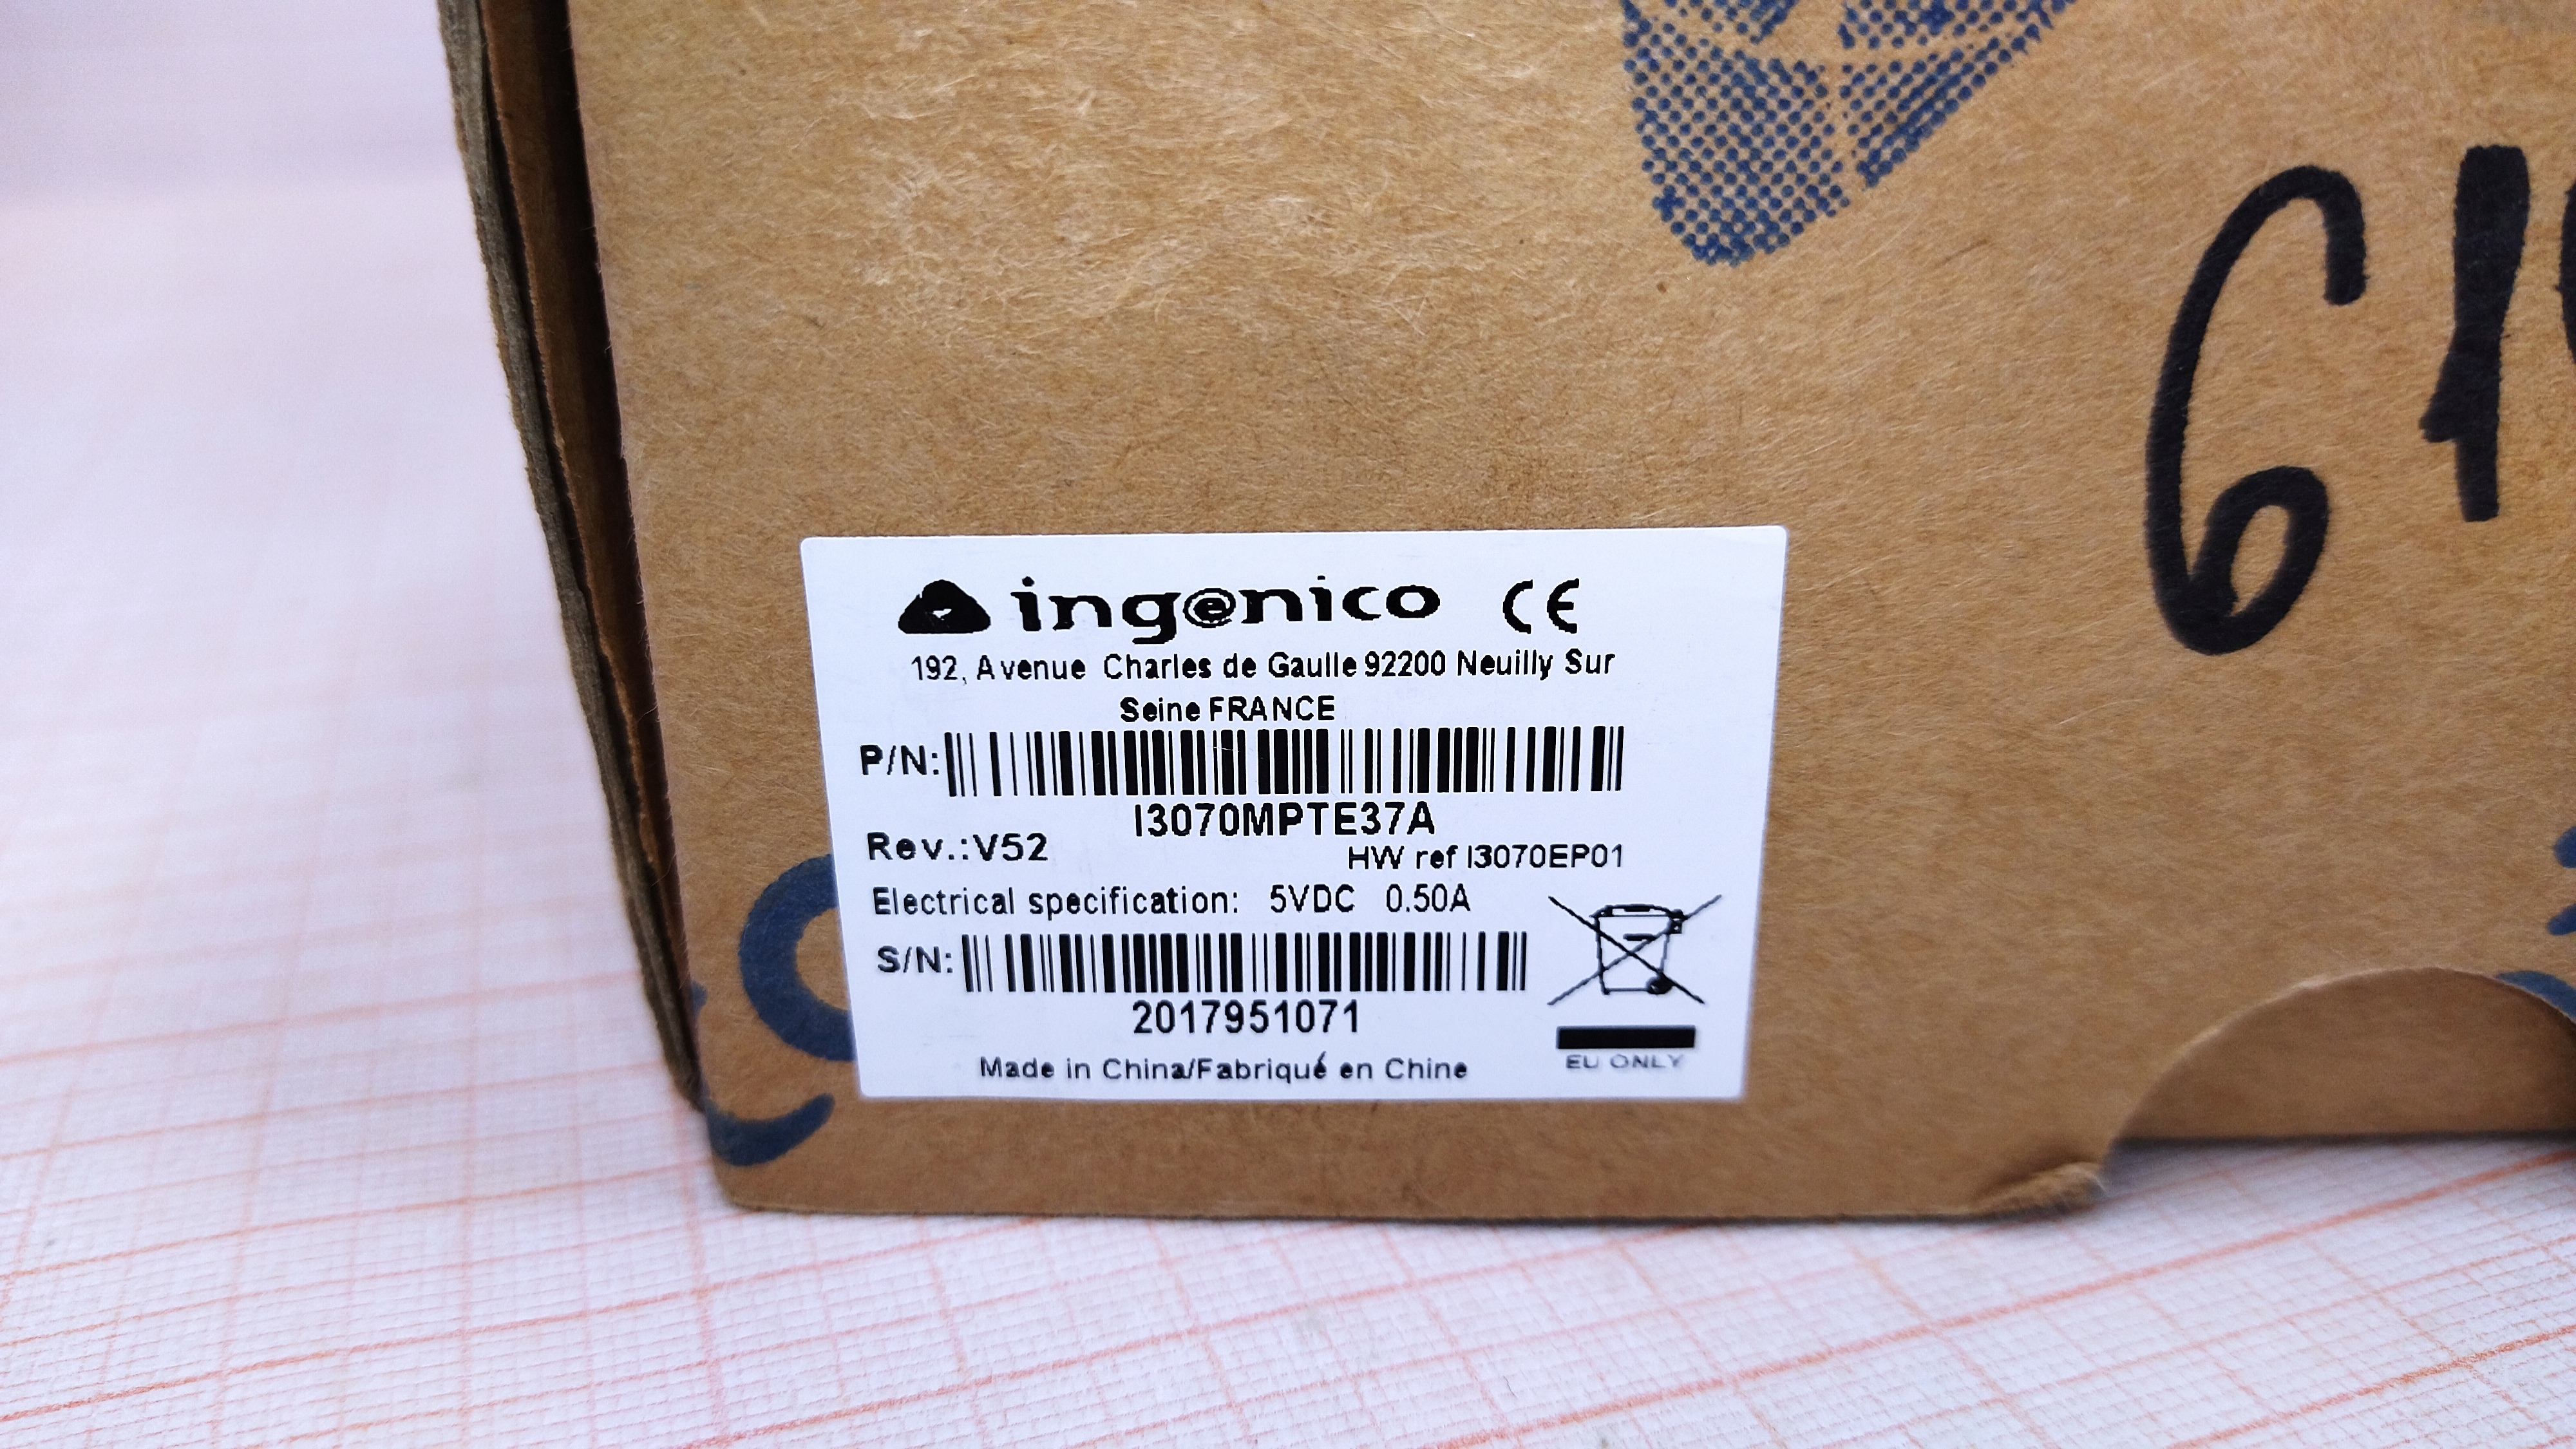 ingenico CE
192, Avenue Charles de Gaulle 92200 Neuilly Sur
Seine FRANCE
P/N:
I3070MPTE37A
Rev.:V52
HW ref I3070EP01
Electrical specification: 5VDC 0.50A
S/N:
2017951071
EU ONLY
Made in China/Fabriqué en Chine
61